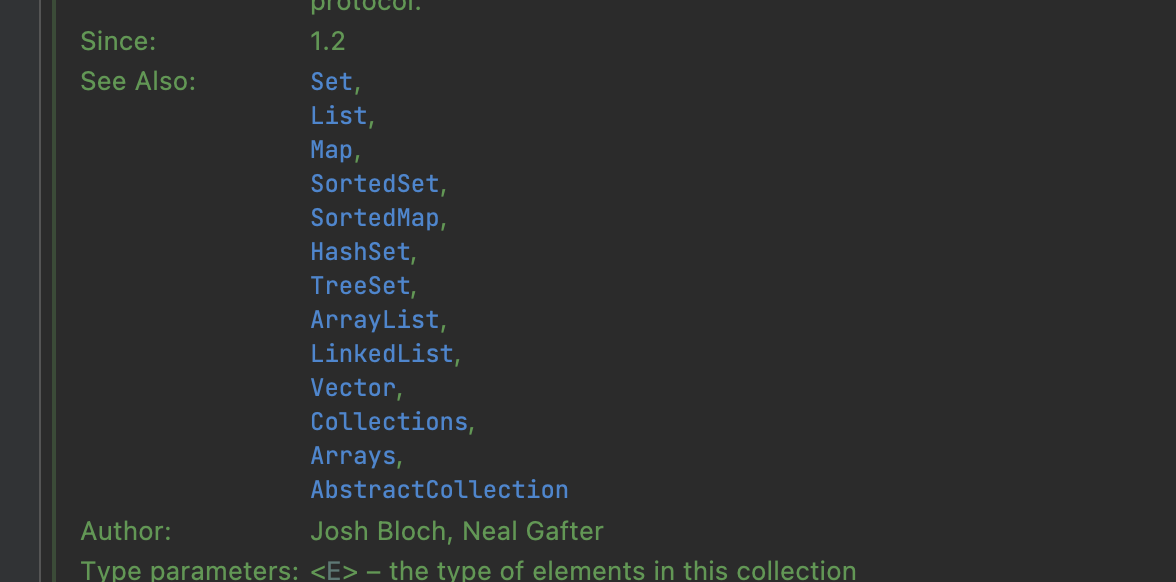 protocol.
Since: 1.2
See Also: Set,
List,
Map,
SortedSet,
SortedMap,
HashSet,
TreeSet,
ArrayList,
LinkedList,
Vector,
Collections,
Arrays,
AbstractCollection
Author: Josh Bloch, Neal Gafter
Type parameters: <E> – the type of elements in this collection